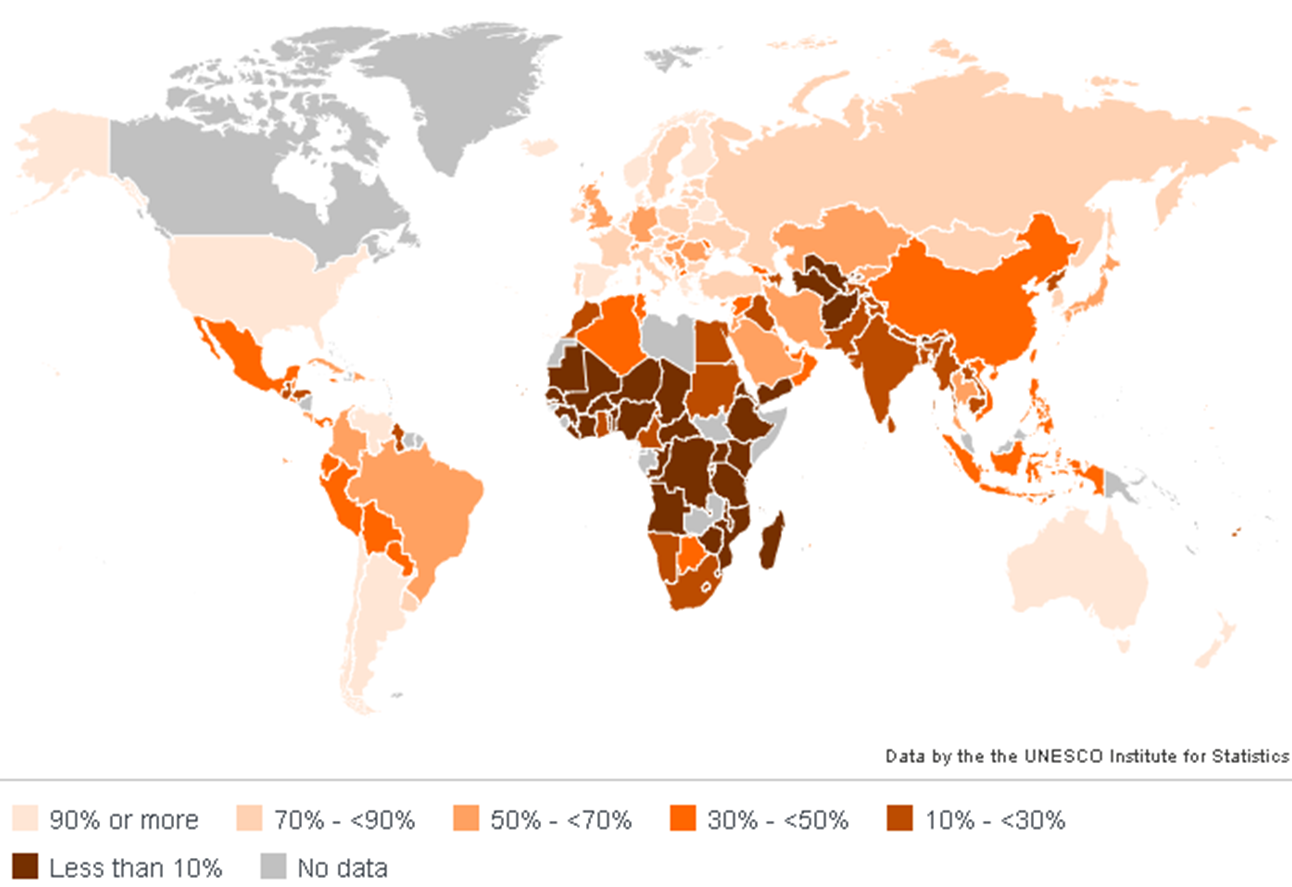 Data by the the UNESCO Institute for Statistics
90% or more 70% - <90% 50% - <70% 30% - <50% 10% - <30%
Less than 10% No data